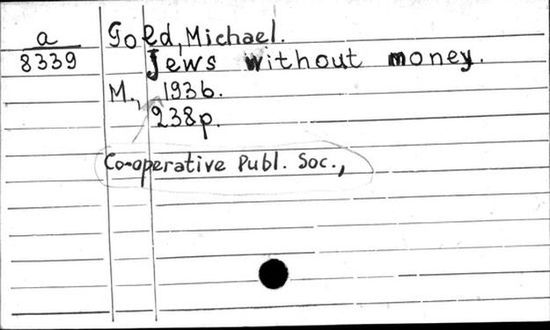 a Gold, Michael.
8339 Jews without money.
M., 1936.
238p.
Co-operative Publ. Soc.,